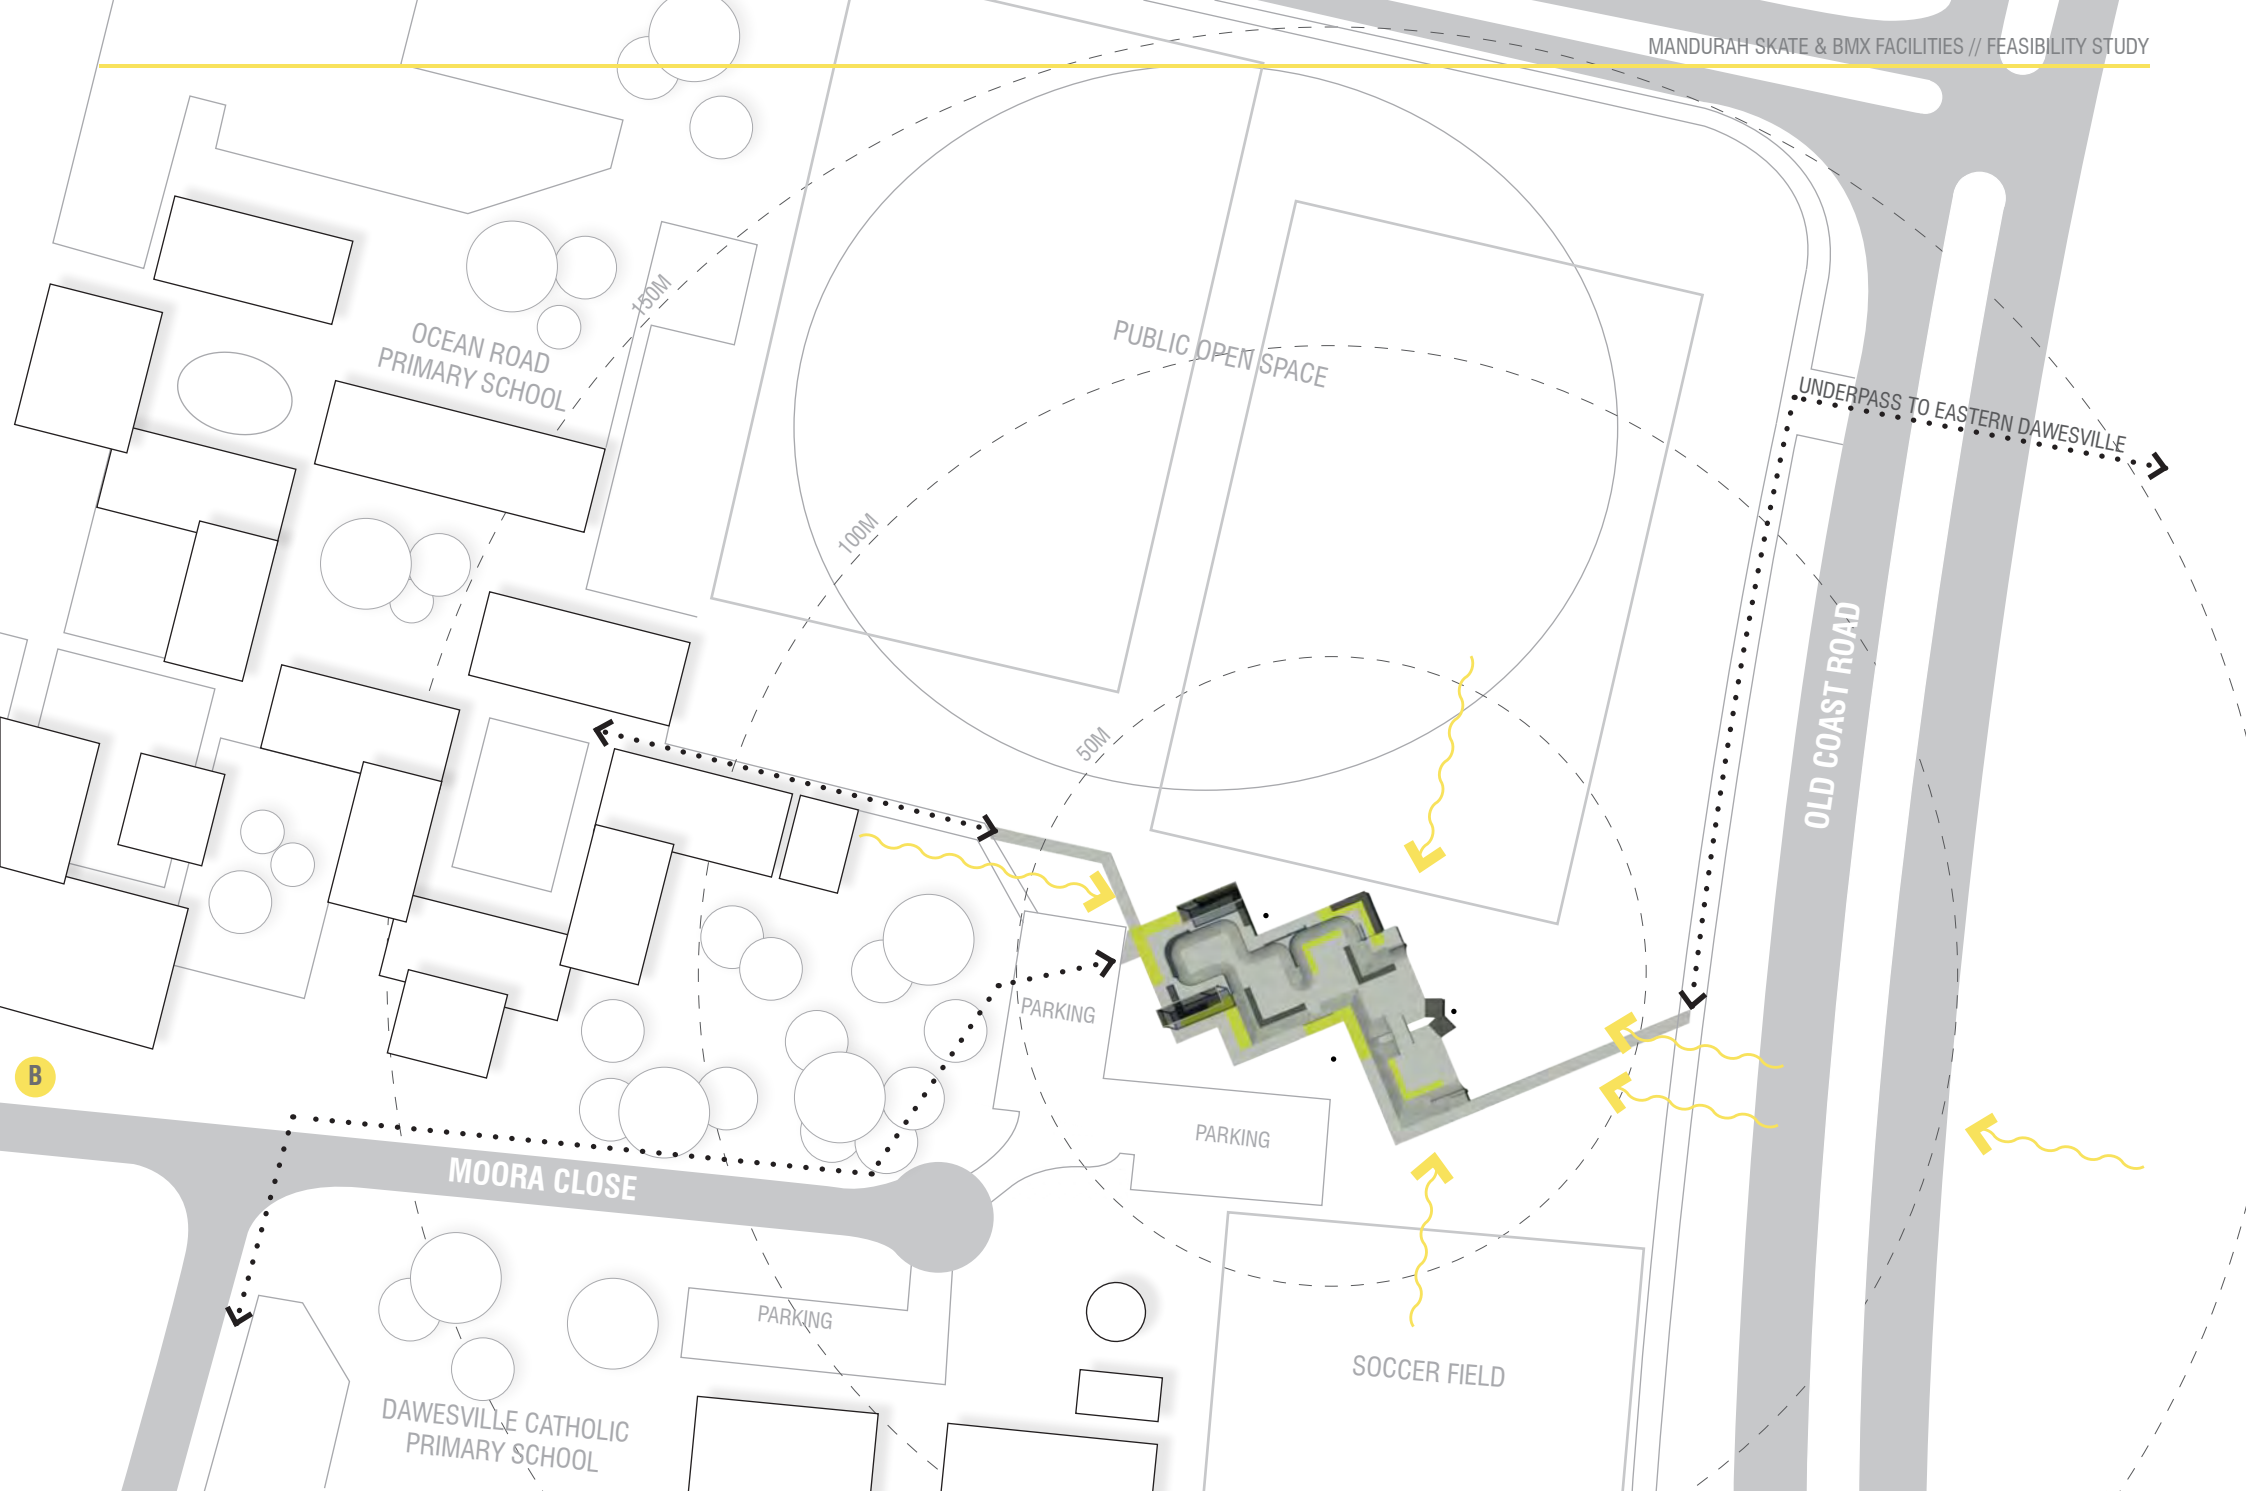 MANDURAH SKATE & BMX FACILITIES // FEASIBILITY STUDY
150M
OCEAN ROAD
PRIMARY SCHOOL
PUBLIC OPEN SPACE
UNDERPASS TO EASTERN DAWESVILLE
100M
OLD COAST ROAD
50M
PARKING
B
PARKING
MOORA CLOSE
PARKING
SOCCER FIELD
DAWESVILLE CATHOLIC
PRIMARY SCHOOL